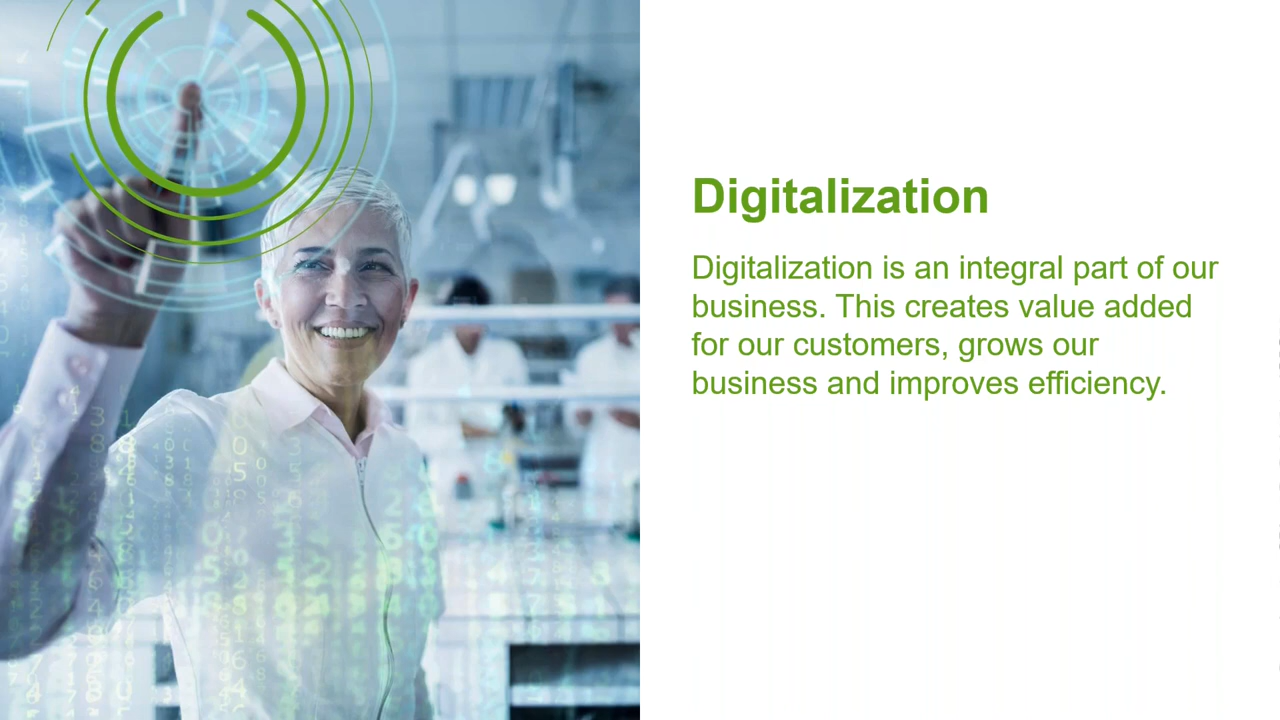 Digitalization
Digitalization is an integral part of our
business. This creates value added
for our customers, grows our
business and improves efficiency.